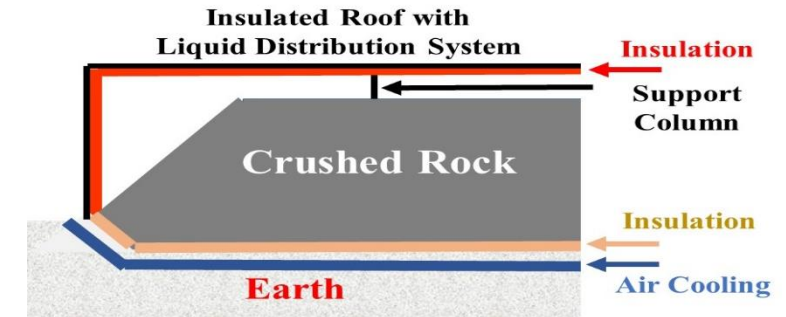 Insulated Roof with
Liquid Distribution System
Insulation
Support
Column
Crushed Rock
Insulation
Air Cooling
Earth